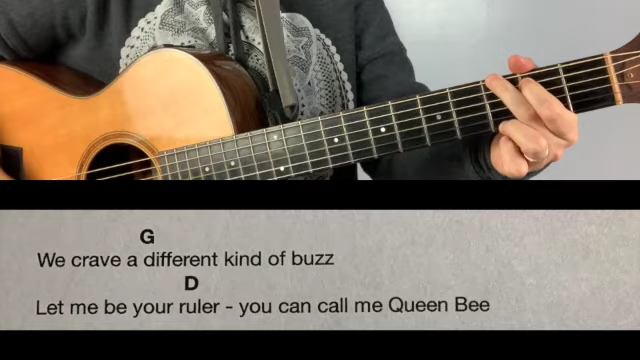 G
We crave a different kind of buzz
D
Let me be your ruler - you can call me Queen Bee